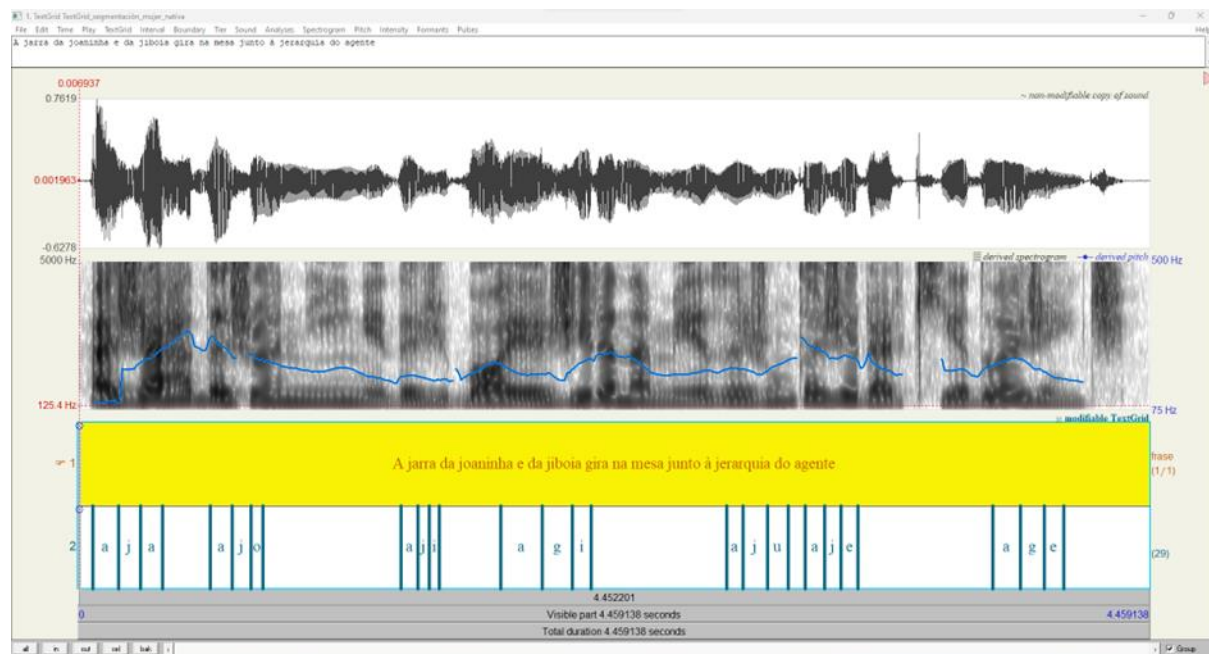 1. TextGrid TextGrid_segmentación_mujer_nativa
File Edit Time Play TextGrid Interval Boundary Tier Sound Analyses Spectrogram Pitch Intensity Formants Pulses Help
A jarra da joaninha e da jiboia gira na mesa junto à jerarquia do agente
0.006937
0.7619 ~ non-modifiable copy of sound
0.001963
-0.6278
5000 Hz derived spectrogram derived pitch 500 Hz
125.4 Hz 75 Hz
modifiable TextGrid
1 A jarra da joaninha e da jiboia gira na mesa junto à jerarquia do agente frase
(1/1)
2 a j a a j o a j i a g i a j u a j e a g e (29)
4.452201
0 Visible part 4.459138 seconds 4.459138
Total duration 4.459138 seconds
all in out sel bak Group